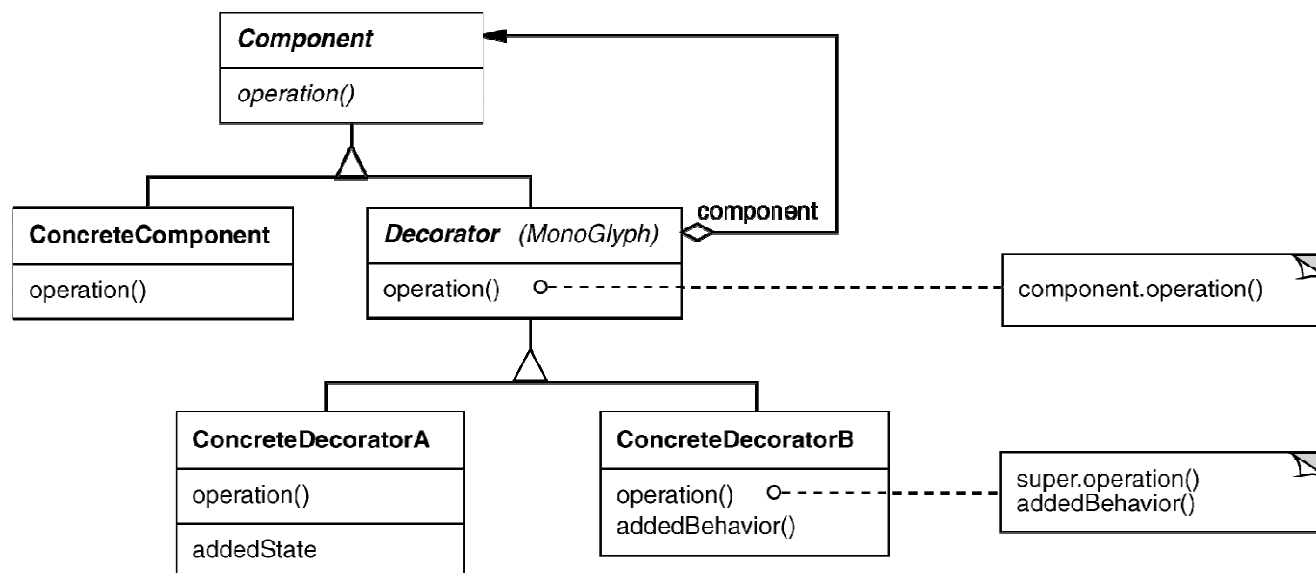 Component
operation()
component
ConcreteComponent
operation()
Decorator (MonoGlyph)
operation()
component.operation()
ConcreteDecoratorA
operation()
addedState
ConcreteDecoratorB
operation()
addedBehavior()
super.operation()
addedBehavior()